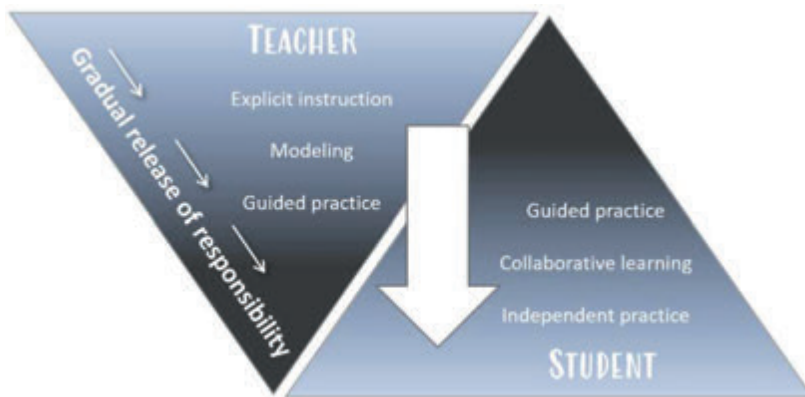 TEACHER
Explicit instruction
Modeling
Guided practice
Gradual release of responsibility
Guided practice
Collaborative learning
Independent practice
STUDENT